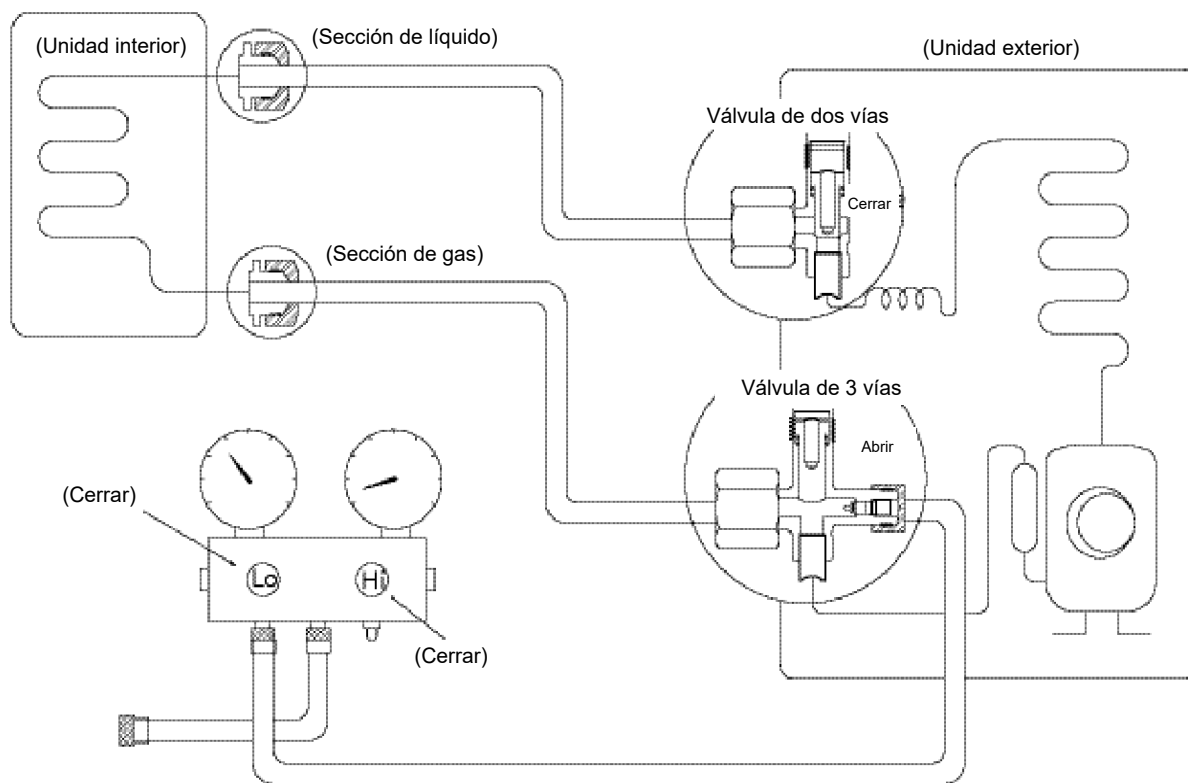 (Unidad interior)
(Sección de líquido)
(Unidad exterior)
Válvula de dos vías
Cerrar
(Sección de gas)
Válvula de 3 vías
Abrir
(Cerrar)
Lo
Hi
(Cerrar)